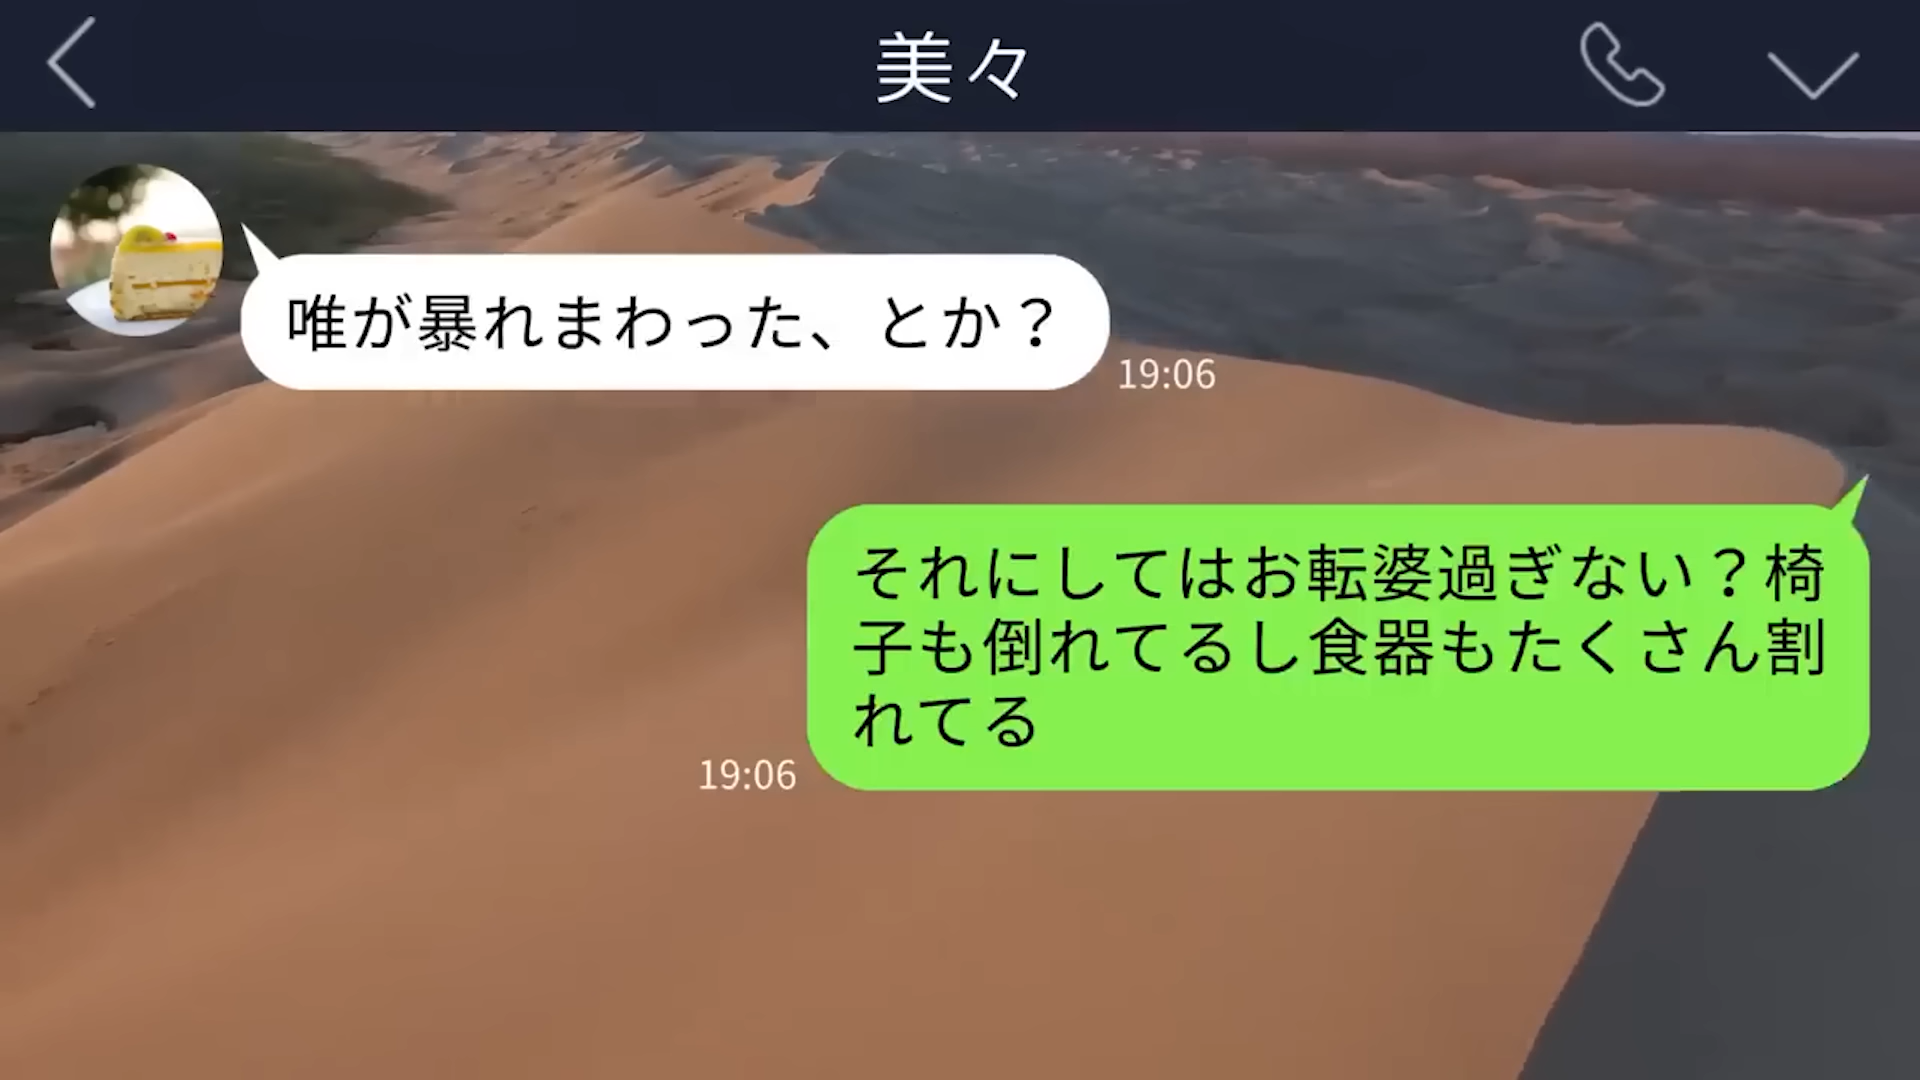 美々
唯が暴れまわった、とか？
19:06
それにしてはお転婆過ぎない？椅
子も倒れてるし食器もたくさん割
れてる
19:06